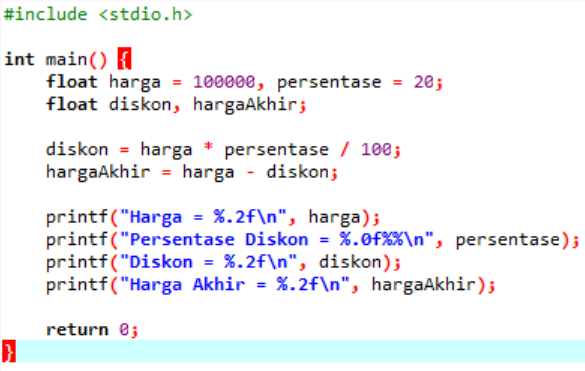 #include <stdio.h>
int main() {
float harga = 100000, persentase = 20;
float diskon, hargaAkhir;
diskon = harga * persentase / 100;
hargaAkhir = harga - diskon;
printf("Harga = %.2f\n", harga);
printf("Persentase Diskon = %.0f%%\n", persentase);
printf("Diskon = %.2f\n", diskon);
printf("Harga Akhir = %.2f\n", hargaAkhir);
return 0;
}